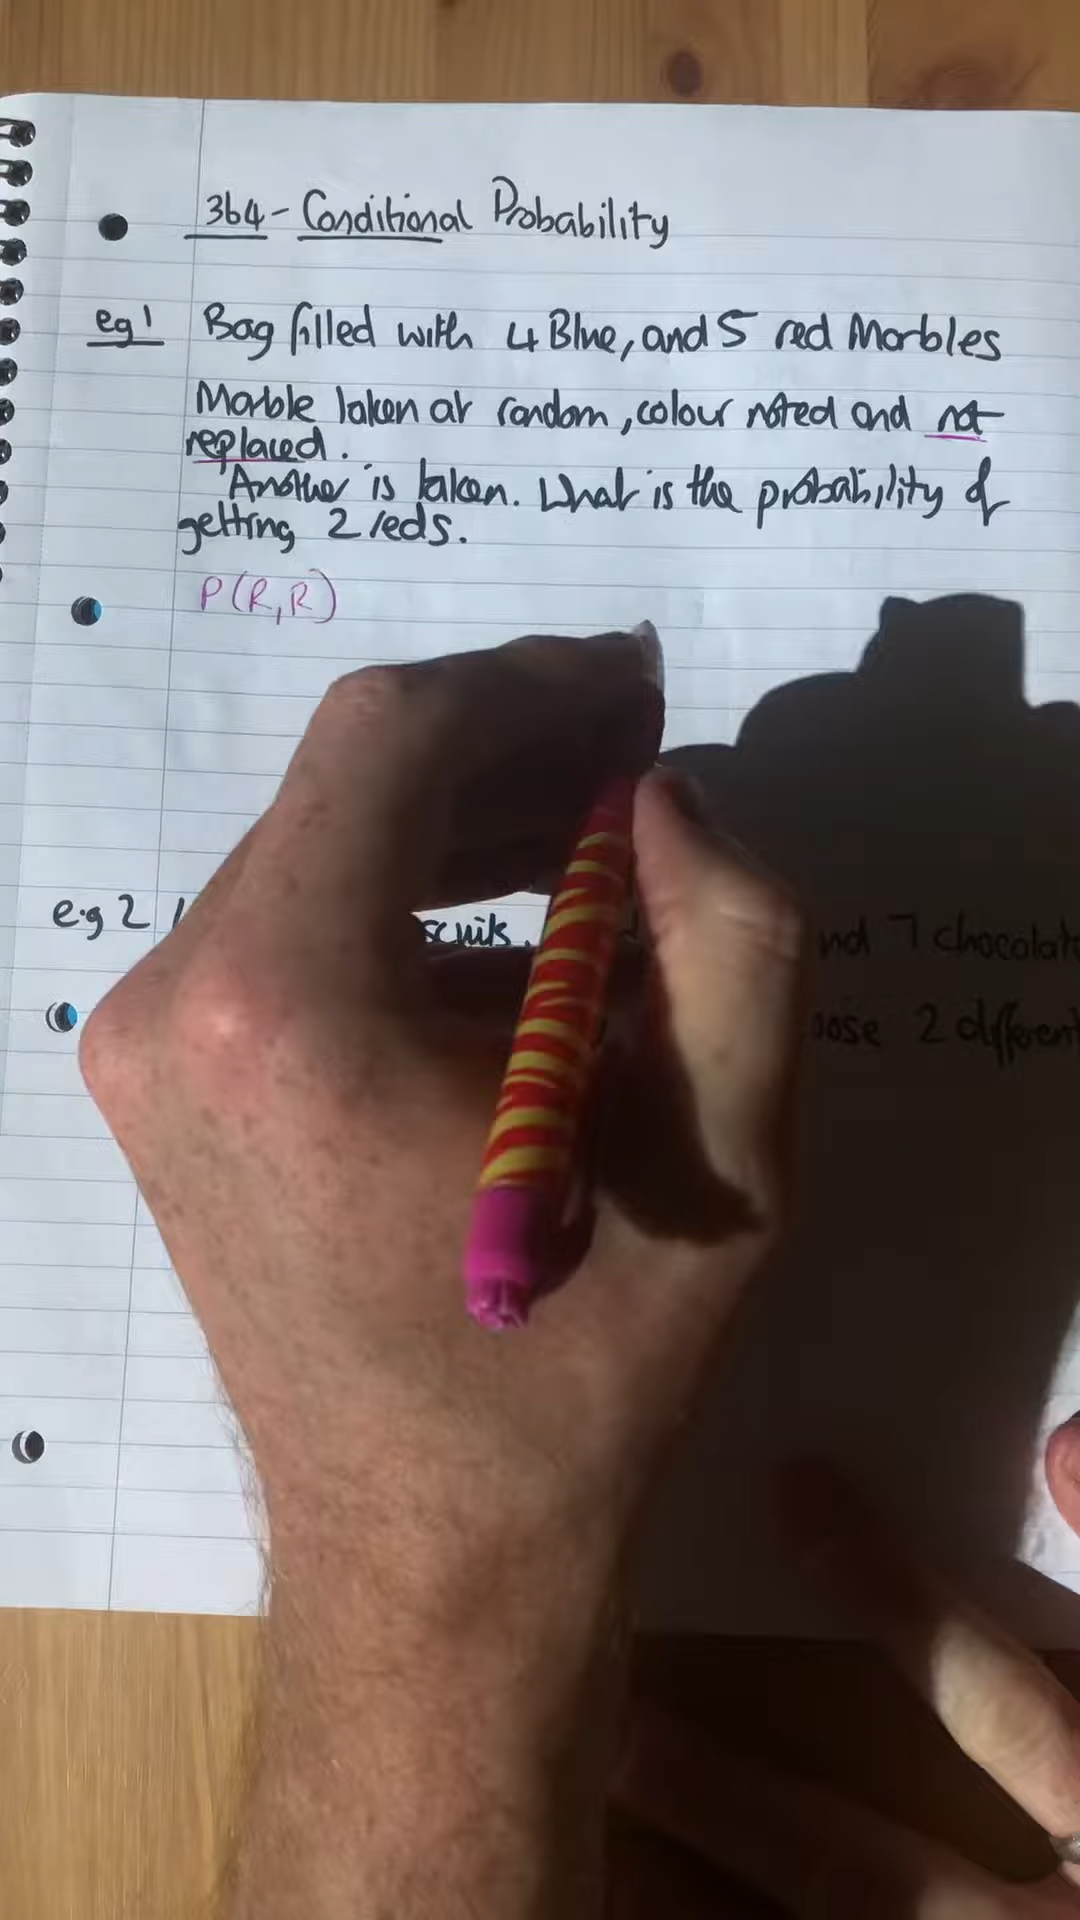 364 - Conditional Probability
eg1 Bag filled with 4 Blue, and 5 red Marbles
Marble taken at random, colour noted and not
replaced.
Another is taken. What is the probability of
getting 2 reds.
P(R,R)
e.g 2 nd 7 chocolate
oose 2 different